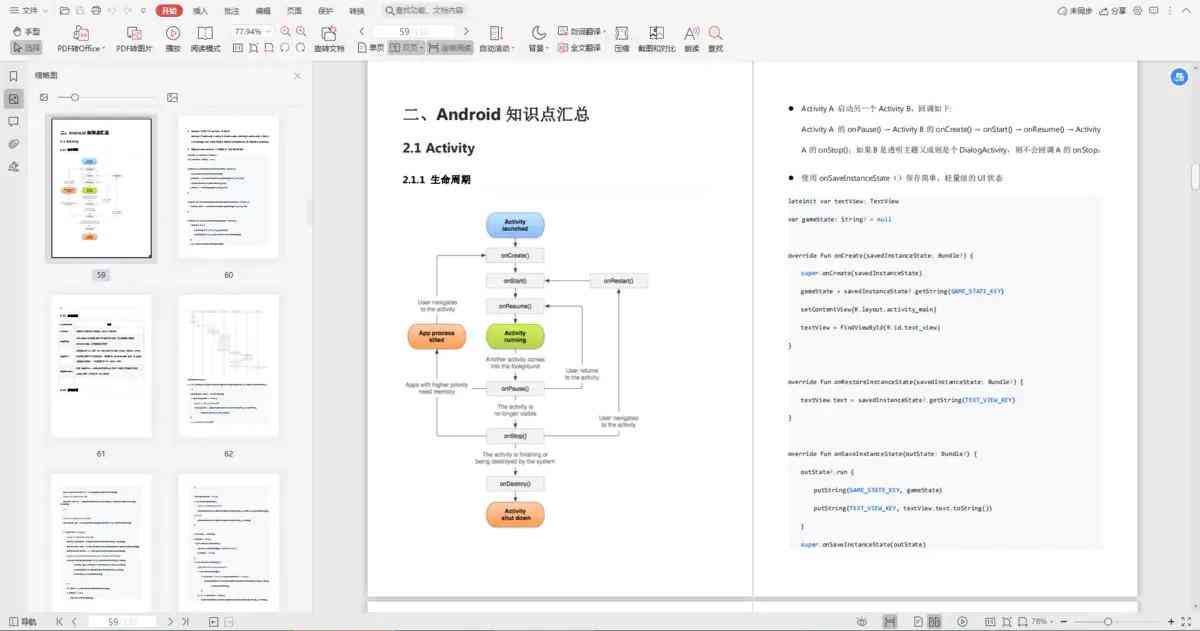 文件
开始
插入
批注
编辑
页面
保护
转换
查找功能、文档内容
未同步
分享
手型
选择
PDF转Office
PDF转图片
播放
阅读模式
77.94%
旋转文档
59
单页
双页
连续阅读
自动滚动
背景
划词翻译
全文翻译
压缩
截图和对比
朗读
查找
缩略图
59
60
61
62
二、Android 知识点汇总
2.1 Activity
2.1.1 生命周期
Activity launched
onCreate()
onStart()
onRestart()
User navigates to the activity
onResume()
App process killed
Activity running
Another activity comes into the foreground
User returns to the activity
Apps with higher priority need memory
onPause()
The activity is no longer visible
User navigates to the activity
onStop()
The activity is finishing or being destroyed by the system
onDestroy()
Activity shut down
● Activity A 启动另一个 Activity B，回调如下:
Activity A 的 onPause() → Activity B 的 onCreate() → onStart() → onResume() → Activity
A 的 onStop()；如果 B 是透明主题又或则是个 DialogActivity，则不会回调 A 的 onStop；
● 使用 onSaveInstanceState（）保存简单，轻量级的 UI 状态
lateinit var textView: TextView
var gameState: String? = null
override fun onCreate(savedInstanceState: Bundle?) {
super.onCreate(savedInstanceState)
gameState = savedInstanceState?.getString(GAME_STATE_KEY)
setContentView(R.layout.activity_main)
textView = findViewById(R.id.text_view)
}
override fun onRestoreInstanceState(savedInstanceState: Bundle?) {
textView.text = savedInstanceState?.getString(TEXT_VIEW_KEY)
}
override fun onSaveInstanceState(outState: Bundle?) {
outState?.run {
putString(GAME_STATE_KEY, gameState)
putString(TEXT_VIEW_KEY, textView.text.toString())
}
super.onSaveInstanceState(outState)
导航
59
78%